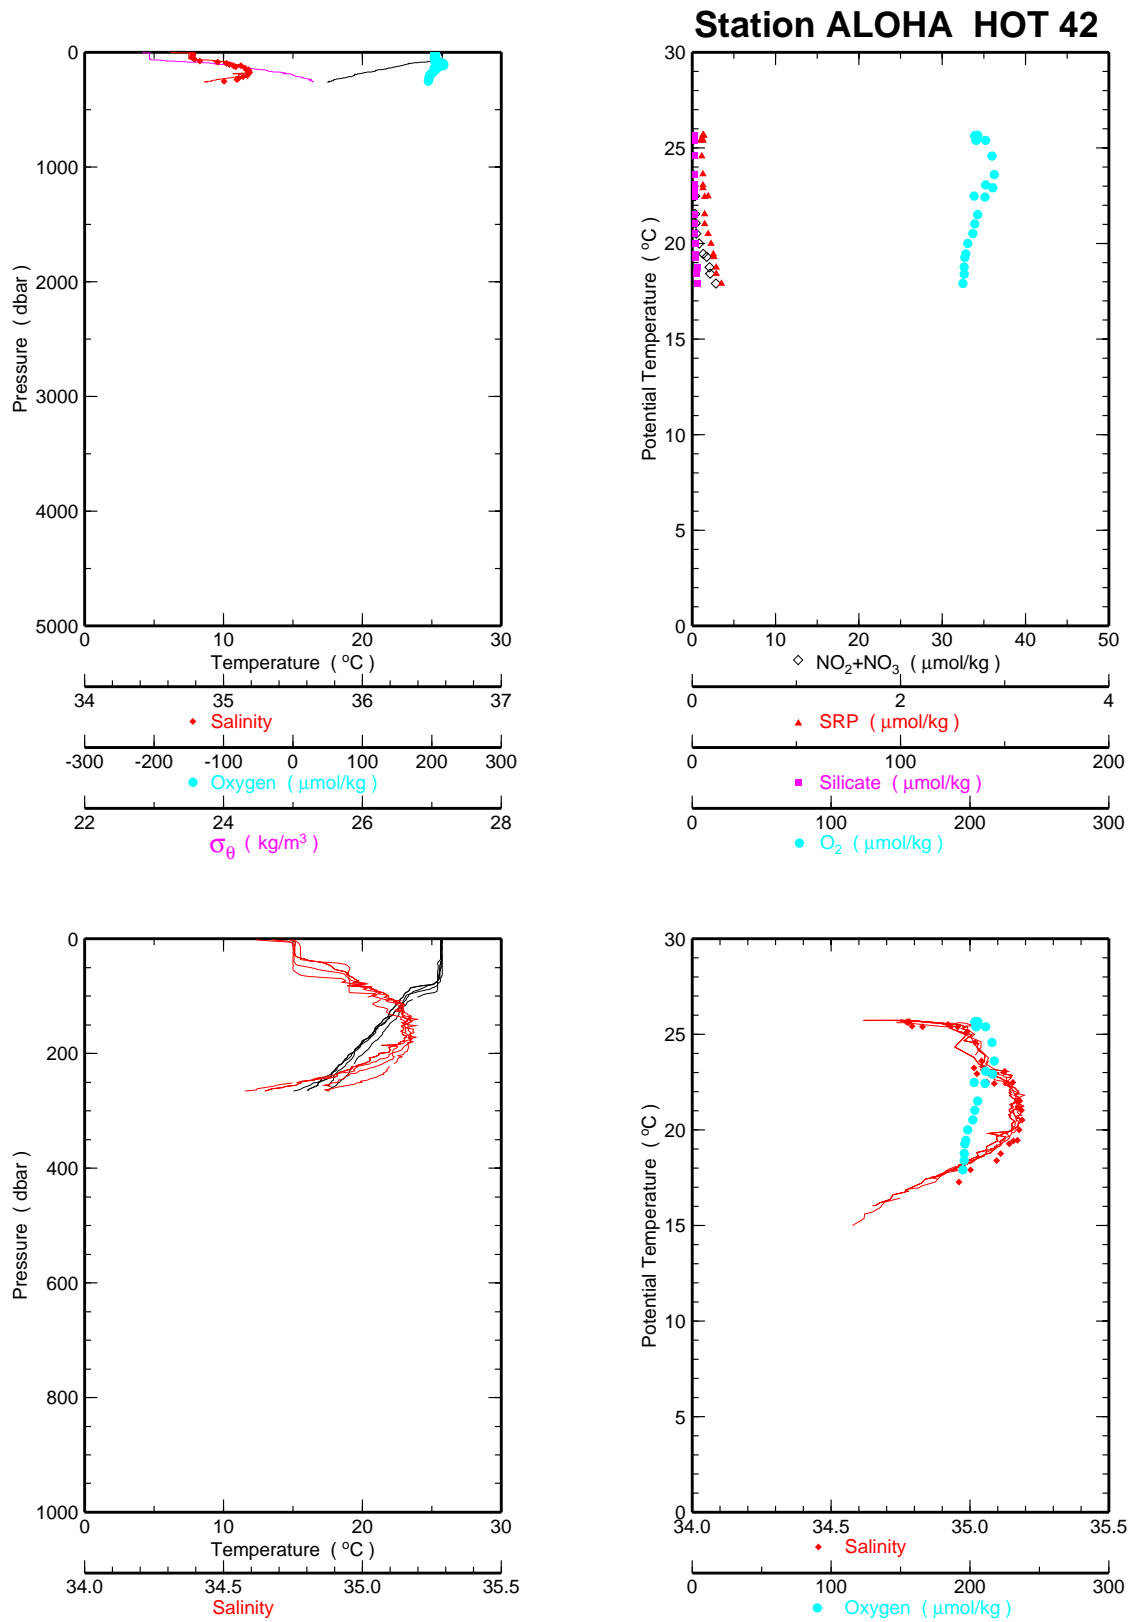 Station ALOHA HOT 42
0
1000
2000
3000
4000
5000
Pressure ( dbar)
0 10 20 30
Temperature ( °C)
34 35 36 37
Salinity
-300 -200 -100 0 100 200 300
Oxygen ( μmol/kg )
22 24 26 28
σθ ( kg/m³ )
30
25
20
15
10
5
0
Potential Temperature ( °C)
0 10 20 30 40 50
NO₂+NO₃ ( μmol/kg )
0 2 4
SRP ( μmol/kg )
0 100 200
Silicate ( μmol/kg )
0 100 200 300
O₂ ( μmol/kg )
0
200
400
600
800
1000
Pressure ( dbar)
0 10 20 30
Temperature ( °C)
34.0 34.5 35.0 35.5
Salinity
30
25
20
15
10
5
0
Potential Temperature ( °C)
34.0 34.5 35.0 35.5
Salinity
0 100 200 300
Oxygen ( μmol/kg)